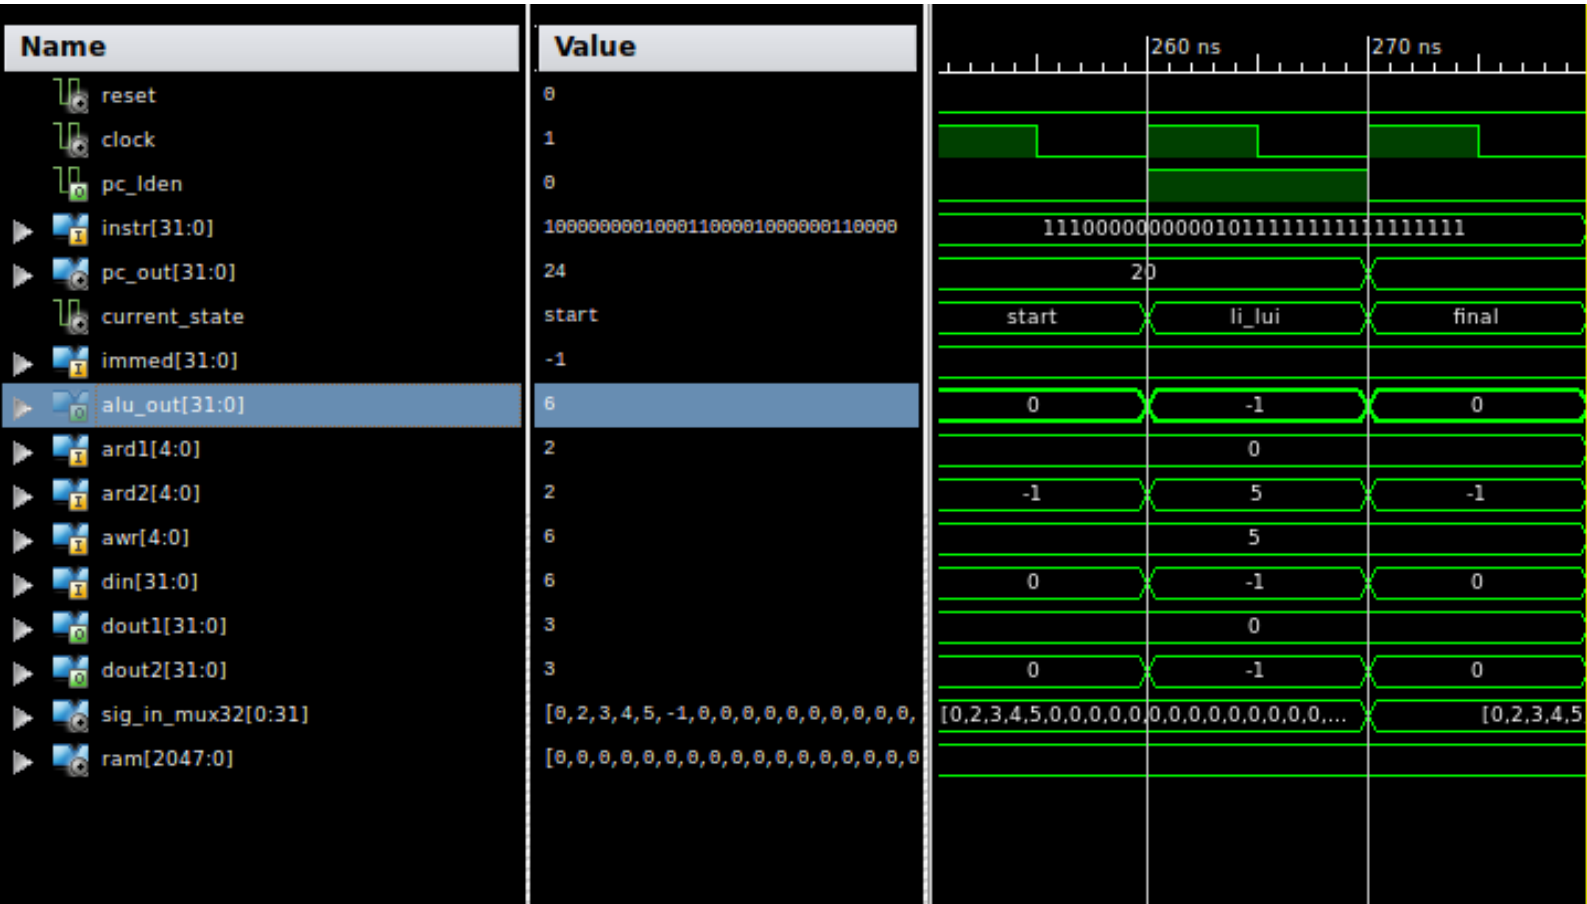 Name Value 260 ns 270 ns
reset 0
clock 1
pc_lden 0
instr[31:0] 100000000010001100001000000110000 11100000000000101111111111111111
pc_out[31:0] 24 20
current_state start start li_lui final
immed[31:0] -1
alu_out[31:0] 6 0 -1 0
ard1[4:0] 2 0
ard2[4:0] 2 -1 5 -1
awr[4:0] 6 5
din[31:0] 6 0 -1 0
dout1[31:0] 3 0
dout2[31:0] 3 0 -1 0
sig_in_mux32[0:31] [0,2,3,4,5,-1,0,0,0,0,0,0,0,0,0,0,0, [0,2,3,4,5,0,0,0,0,0,0,0,0,0,0,0,0,0,0,... [0,2,3,4,5
ram[2047:0] [0,0,0,0,0,0,0,0,0,0,0,0,0,0,0,0,0,0